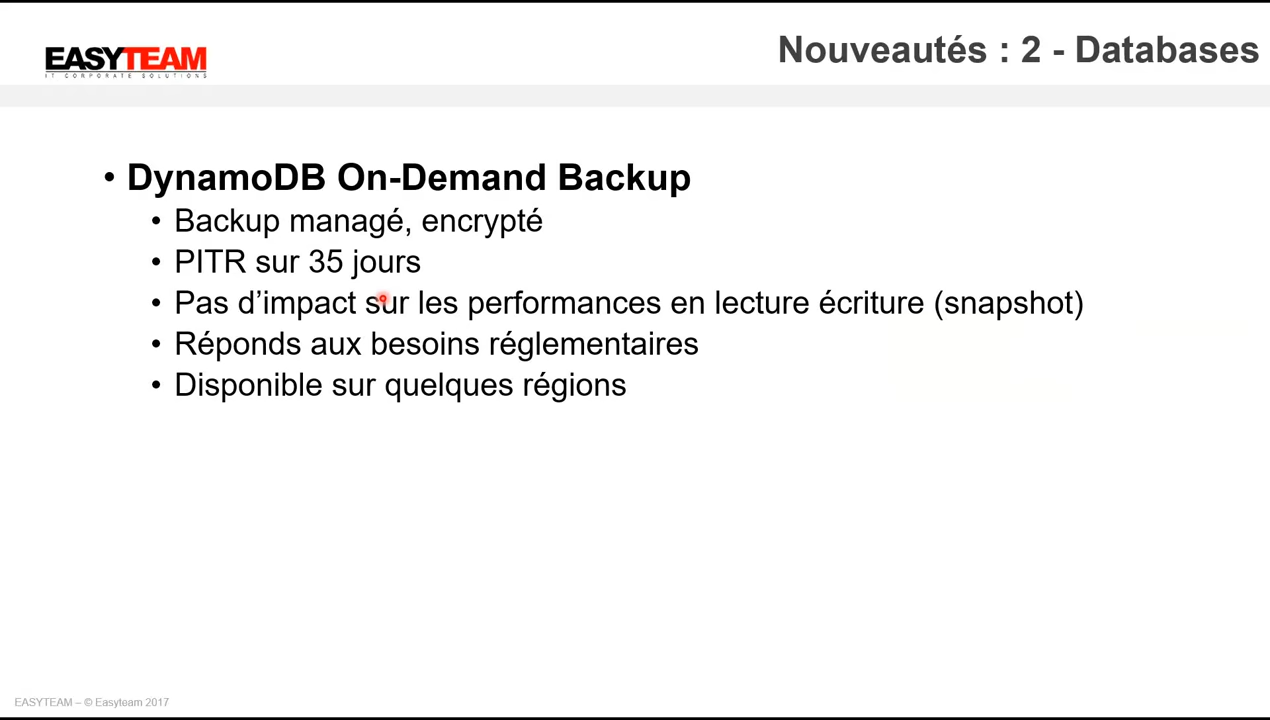 EASYTEAM
IT CORPORATE SOLUTIONS
Nouveautés : 2 - Databases
• DynamoDB On-Demand Backup
• Backup managé, encrypté
• PITR sur 35 jours
• Pas d’impact sur les performances en lecture écriture (snapshot)
• Réponds aux besoins réglementaires
• Disponible sur quelques régions
EASYTEAM – © Easyteam 2017